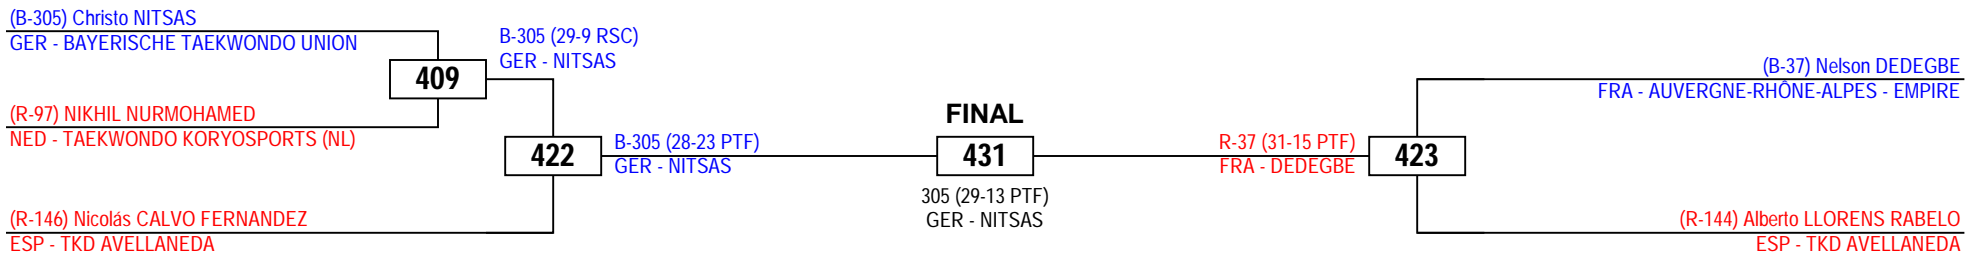 (B-305) Christo NITSAS
GER - BAYERISCHE TAEKWONDO UNION
B-305 (29-9 RSC)
GER - NITSAS
409
(R-97) NIKHIL NURMOHAMED
NED - TAEKWONDO KORYOSPORTS (NL)
422
B-305 (28-23 PTF)
GER - NITSAS
(R-146) Nicolás CALVO FERNANDEZ
ESP - TKD AVELLANEDA
FINAL
431
305 (29-13 PTF)
GER - NITSAS
(B-37) Nelson DEDEGBE
FRA - AUVERGNE-RHÔNE-ALPES - EMPIRE
R-37 (31-15 PTF)
FRA - DEDEGBE
423
(R-144) Alberto LLORENS RABELO
ESP - TKD AVELLANEDA